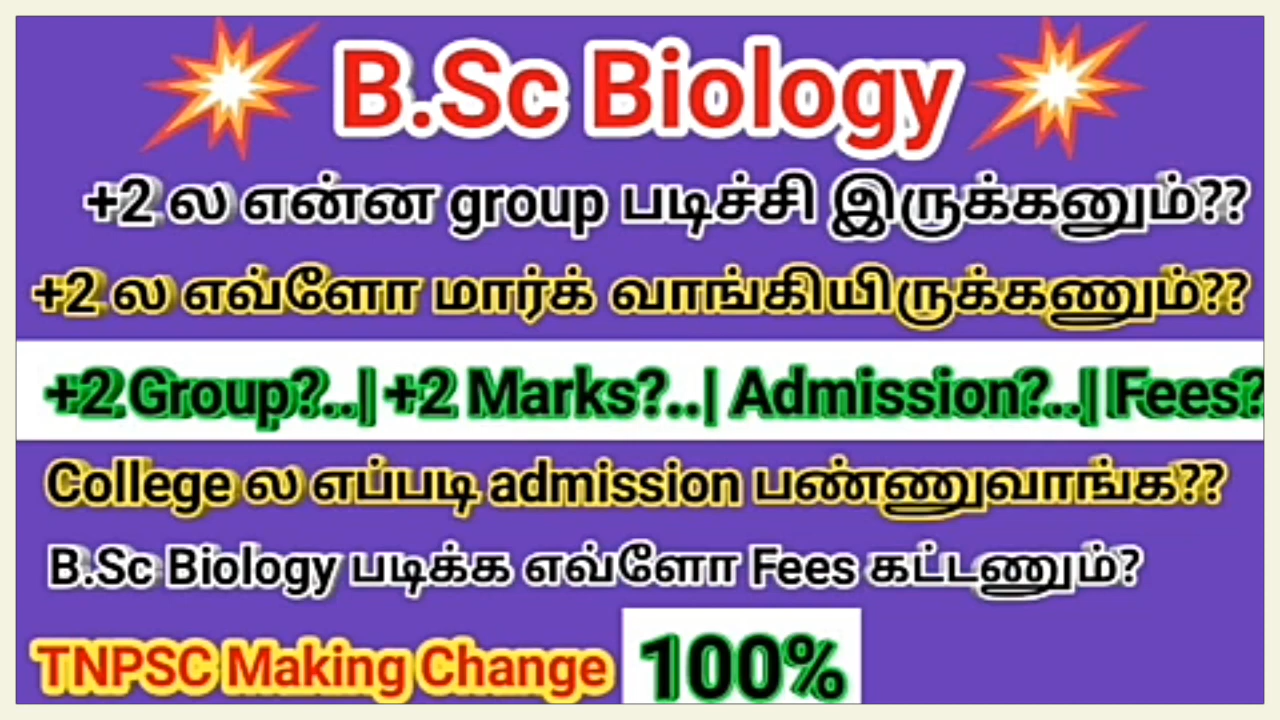 B.Sc Biology
+2 ல என்ன group படிச்சி இருக்கனும்??
+2 ல எவ்ளோ மார்க் வாங்கியிருக்கணும்??
+2 Group?..| +2 Marks?..| Admission?..| Fees?
College ல எப்படி admission பண்ணுவாங்க??
B.Sc Biology படிக்க எவ்ளோ Fees கட்டணும்?
TNPSC Making Change 100%